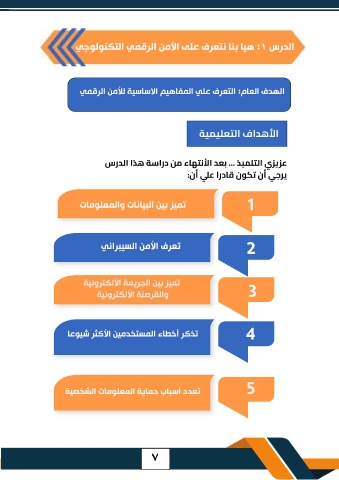 الدرس ١: هيا بنا نتعرف على الأمن الرقمي التكنولوجي
الهدف العام: التعرف علي المفاهيم الاساسية للأمن الرقمي
الأهداف التعليمية
عزيزي التلميذ ... بعد الأنتهاء من دراسة هذا الدرس
يرجي أن تكون قادرا علي أن:
1 تميز بين البيانات والمعلومات
2 تعرف الأمن السيبراني
3 تميز بين الجريمة الألكترونية
والقرصنة الألكترونية
4 تذكر أخطاء المستخدمين الأكثر شيوعا
5 تعدد أسباب حماية المعلومات الشخصية
٧